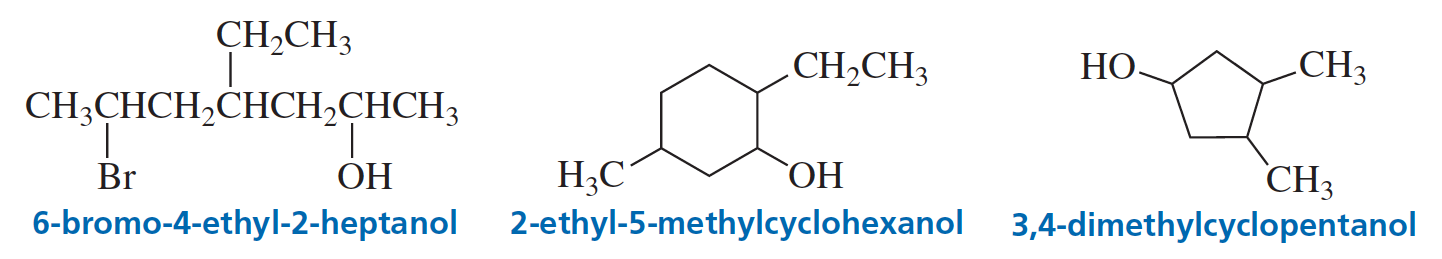 CH₂CH₃
CH₃CHCH₂CHCH₂CHCH₃
Br
OH
6-bromo-4-ethyl-2-heptanol
CH₂CH₃
H₃C
OH
2-ethyl-5-methylcyclohexanol
HO
CH₃
CH₃
3,4-dimethylcyclopentanol